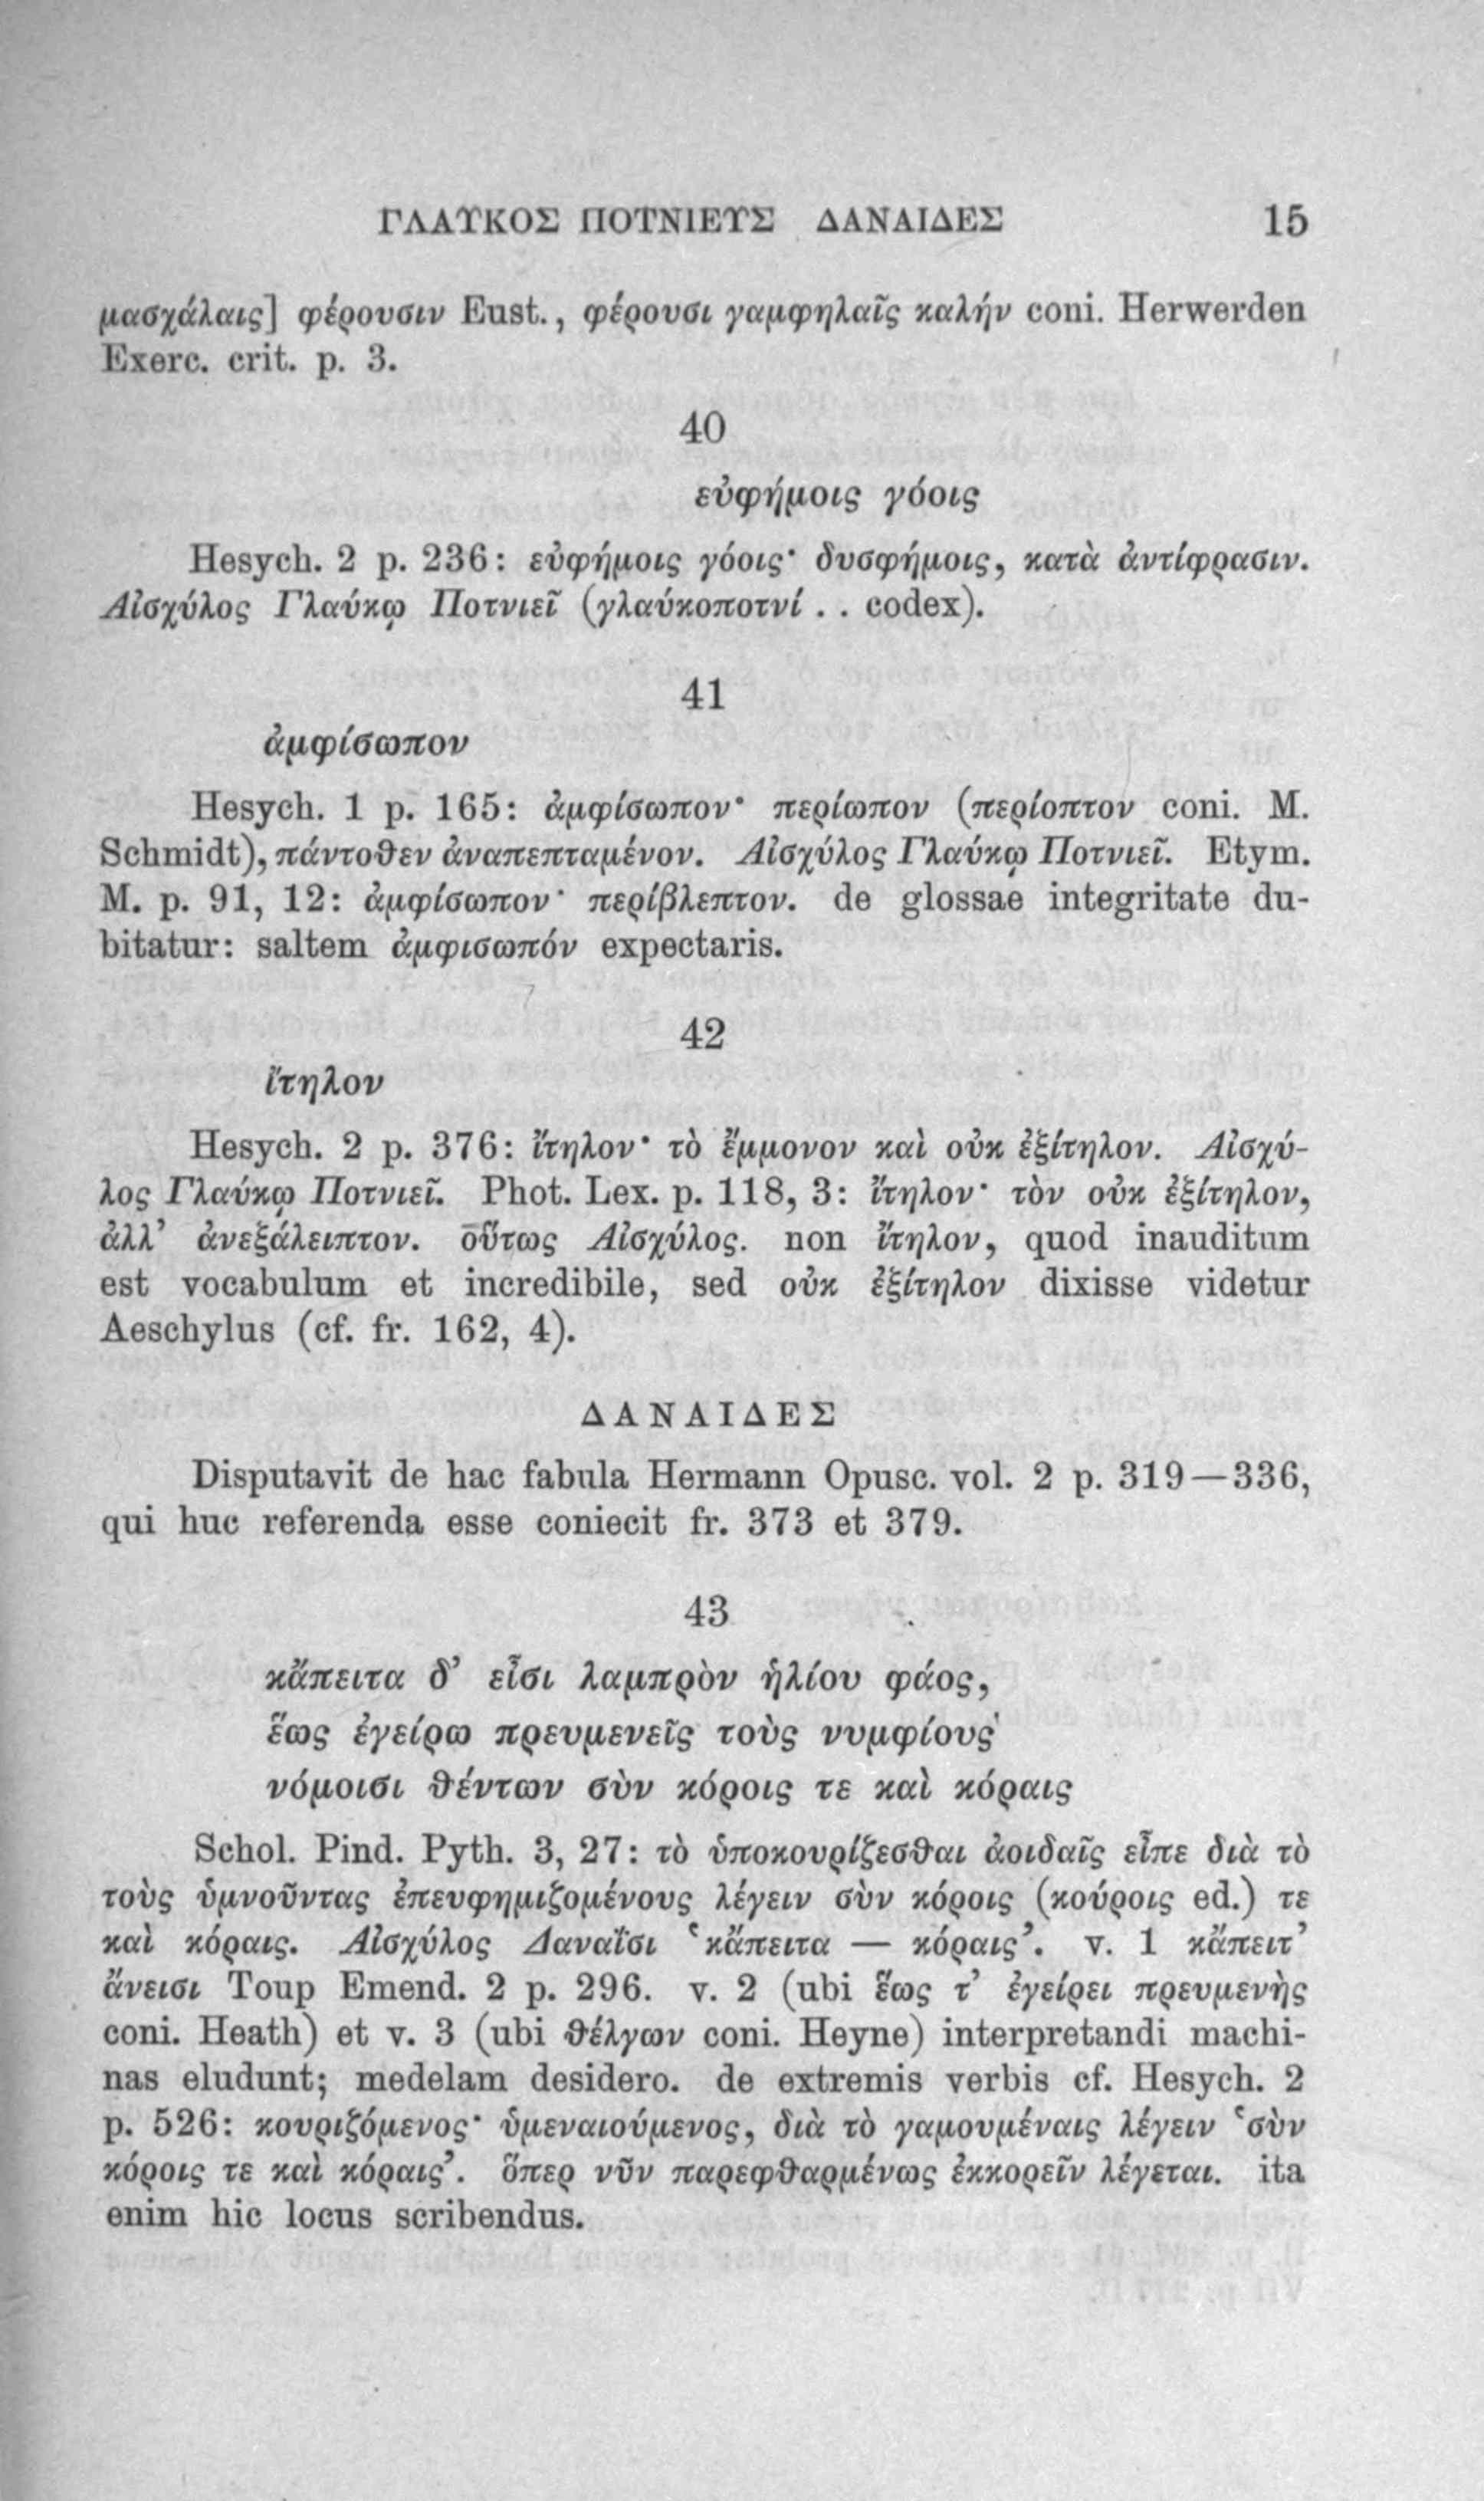 ΓΛΑΥΚΟΣ ΠΟΤΝΙΕΥΣ ΔΑΝΑΙΔΕΣ 15
μασχάλαις] φέρουσιν Eust., φέρουσι γαμφηλαῖς καλήν coni. Herwerden
Exerc. crit. p. 3.
40
εὐφήμοις γόοις
Hesych. 2 p. 236: εὐφήμοις γόοις· δυσφήμοις, κατὰ ἀντίφρασιν.
Αἰσχύλος Γλαύκῳ Ποτνιεῖ (γλαύκοποτνί . . codex).
41
ἀμφίσωπον
Hesych. 1 p. 165: ἀμφίσωπον· περίωπον (περίοπτον coni. M.
Schmidt), πάντοθεν ἀναπεπταμένον. Αἰσχύλος Γλαύκῳ Ποτνιεῖ. Etym.
M. p. 91, 12: ἀμφίσωπον· περίβλεπτον. de glossae integritate du-
bitatur: saltem ἀμφισωπόν expectaris.
42
ἴτηλον
Hesych. 2 p. 376: ἴτηλον· τὸ ἔμμονον καὶ οὐκ ἐξίτηλον. Αἰσχύ-
λος Γλαύκῳ Ποτνιεῖ. Phot. Lex. p. 118, 3: ἴτηλον· τὸν οὐκ ἐξίτηλον,
ἀλλ’ ἀνεξάλειπτον. οὕτως Αἰσχύλος. non ἴτηλον, quod inauditum
est vocabulum et incredibile, sed οὐκ ἐξίτηλον dixisse videtur
Aeschylus (cf. fr. 162, 4).
ΔΑΝΑΙΔΕΣ
Disputavit de hac fabula Hermann Opusc. vol. 2 p. 319—336,
qui huc referenda esse coniecit fr. 373 et 379.
43
κἄπειτα δ’ εἶσι λαμπρὸν ἡλίου φάος,
ἕως ἐγείρω πρευμενεῖς τοὺς νυμφίους
νόμοισι θέντων σὺν κόροις τε καὶ κόραις
Schol. Pind. Pyth. 3, 27: τὸ ὑποκουρίζεσθαι ἀοιδαῖς εἶπε διὰ τὸ
τοὺς ὑμνοῦντας ἐπευφημιζομένους λέγειν σὺν κόροις (κούροις ed.) τε
καὶ κόραις. Αἰσχύλος Δαναΐσι ‘κἄπειτα — κόραις’. v. 1 κἄπειτ’
ἄνεισι Toup Emend. 2 p. 296. v. 2 (ubi ἕως τ’ ἐγείρει πρευμενὴς
coni. Heath) et v. 3 (ubi θέλγων coni. Heyne) interpretandi machi-
nas eludunt; medelam desidero. de extremis verbis cf. Hesych. 2
p. 526: κουριζόμενος· ὑμεναιούμενος, διὰ τὸ γαμουμέναις λέγειν ‘σὺν
κόροις τε καὶ κόραις’. ὅπερ νῦν παρεφθαρμένως ἐκκορεῖν λέγεται. ita
enim hic locus scribendus.